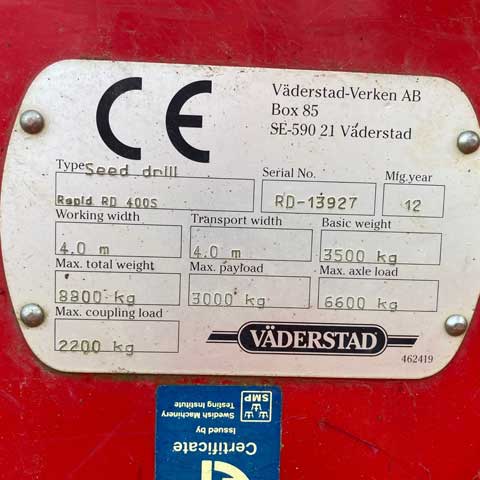 CE
Väderstad-Verken AB
Box 85
SE-590 21 Väderstad
Type Seed drill
Rapid RD 400S
Serial No.
RD-13927
Mfg.year
12
Working width
4.0 m
Transport width
4.0 m
Basic weight
3500 kg
Max. total weight
8800 kg
Max. payload
3000 kg
Max. axle load
6600 kg
Max. coupling load
2200 kg
VÄDERSTAD
462419
SMP
Swedish Machinery
Testing Institute
Issued by
Certificate